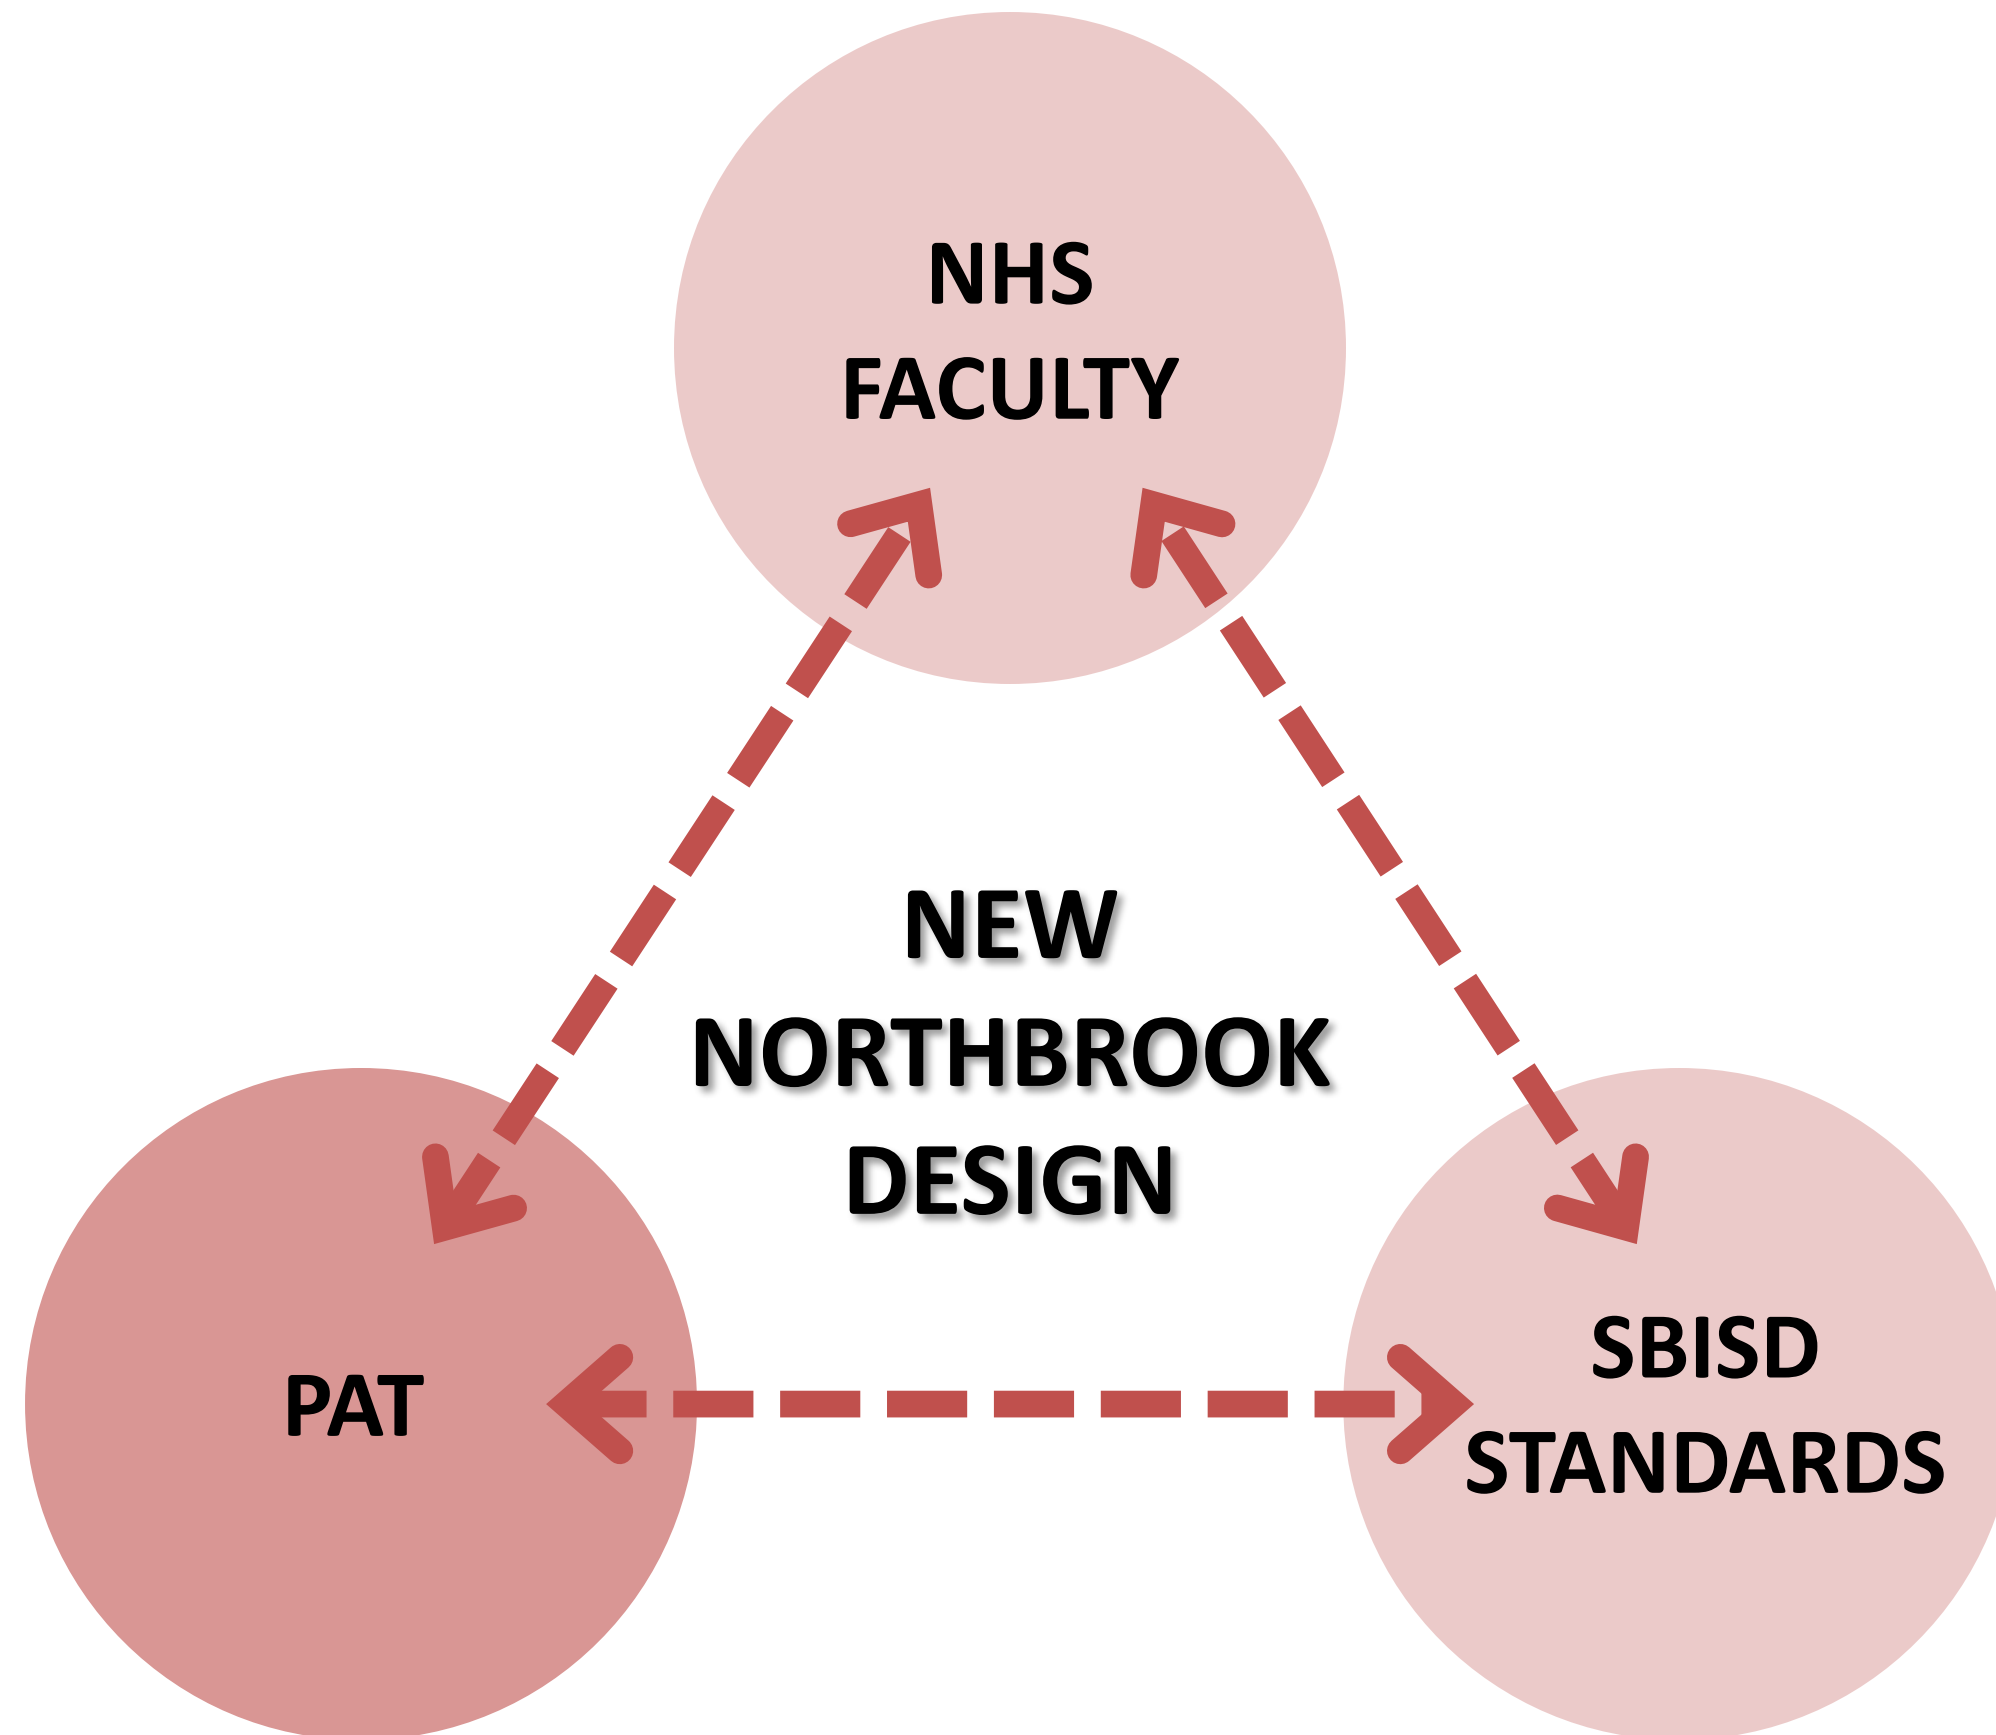 NHS
FACULTY
NEW
NORTHBROOK
DESIGN
PAT
SBISD
STANDARDS